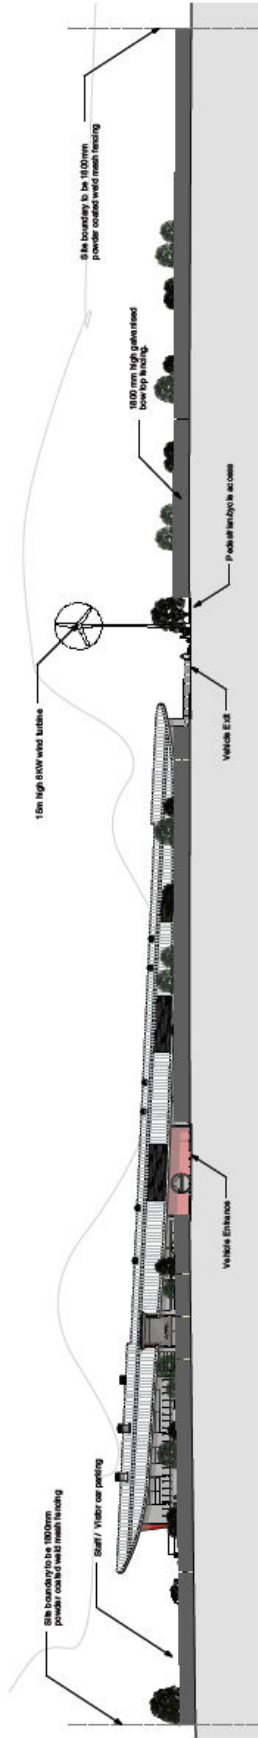 Site boundary to be 1800mm
powder coated weld mesh fencing
Staff / Visitor car parking
Vehicle Entrance
15m high 6KW wind turbine
Vehicle Exit
Pedestrian/cycle access
1800 mm high galvanised
bow top fencing.
Site boundary to be 1800mm
powder coated weld mesh fencing